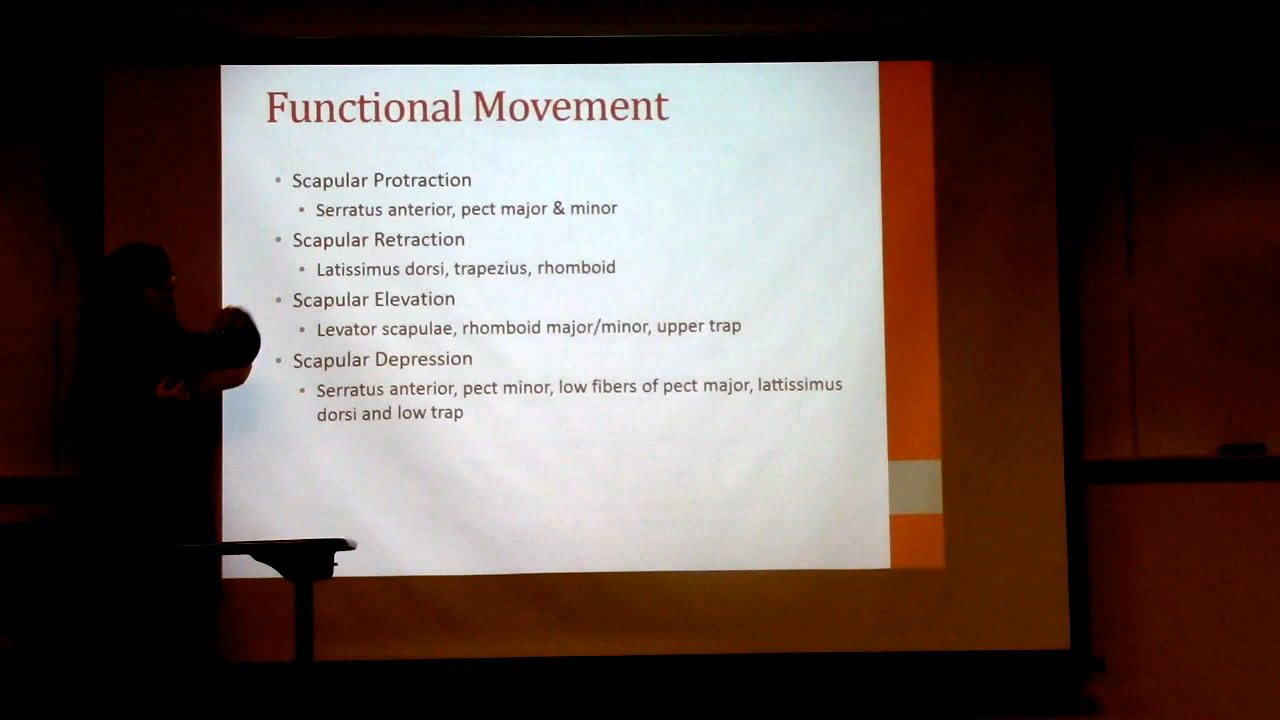 Functional Movement
• Scapular Protraction
• Serratus anterior, pect major & minor
• Scapular Retraction
• Latissimus dorsi, trapezius, rhomboid
• Scapular Elevation
• Levator scapulae, rhomboid major/minor, upper trap
• Scapular Depression
• Serratus anterior, pect minor, low fibers of pect major, lattissimus
dorsi and low trap